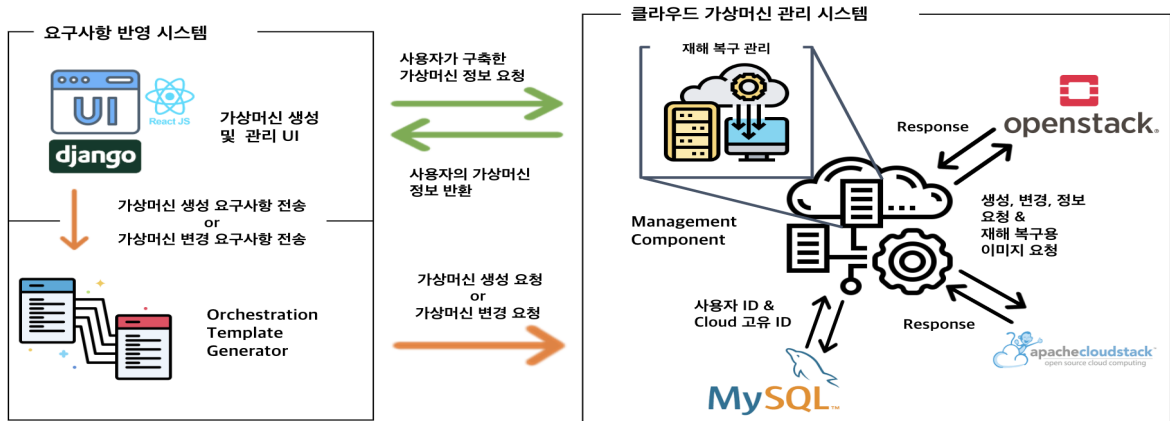 요구사항 반영 시스템
UI
React JS
django
가상머신 생성
및 관리 UI
가상머신 생성 요구사항 전송
or
가상머신 변경 요구사항 전송
Orchestration
Template
Generator
사용자가 구축한
가상머신 정보 요청
사용자의 가상머신
정보 반환
가상머신 생성 요청
or
가상머신 변경 요청
클라우드 가상머신 관리 시스템
재해 복구 관리
Management
Component
Response
openstack.
생성, 변경, 정보
요청 &
재해 복구용
이미지 요청
사용자 ID &
Cloud 고유 ID
Response
MySQL™
apachecloudstack™
open source cloud computing